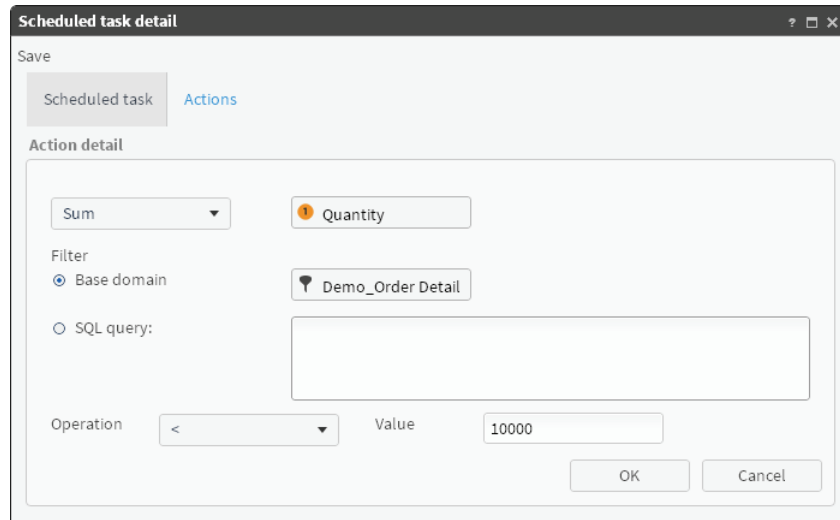 Scheduled task detail ?
Save
Scheduled task Actions
Action detail
Sum 1 Quantity
Filter
Base domain Demo_Order Detail
SQL query:
Operation < Value 10000
OK Cancel